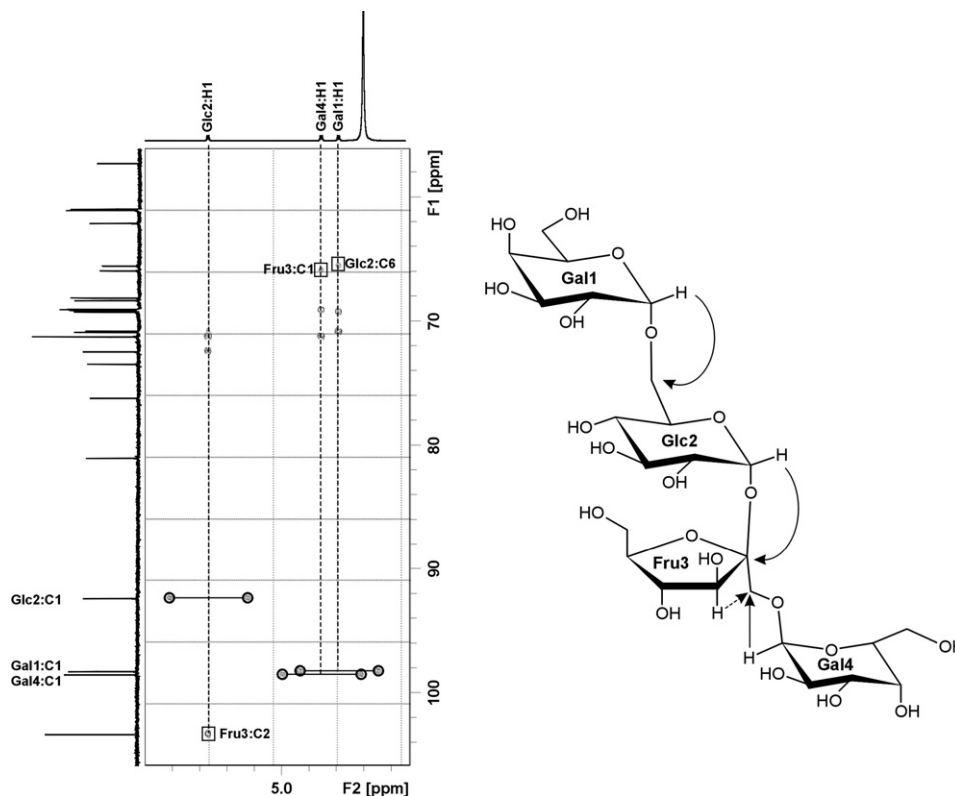 Glc2:H1
Gal4:H1
Gal1:H1
F1 [ppm]
Fru3:C1
Glc2:C6
70
80
90
100
Glc2:C1
Gal1:C1
Gal4:C1
Fru3:C2
5.0
F2 [ppm]
OH
HO
O
Gal1
HO
H
OH
O
HO
O
Glc2
HO
H
OH
O
HO
O
Fru3
HO
O
H
OH
H
O
OH
Gal4
HO
HO
OH